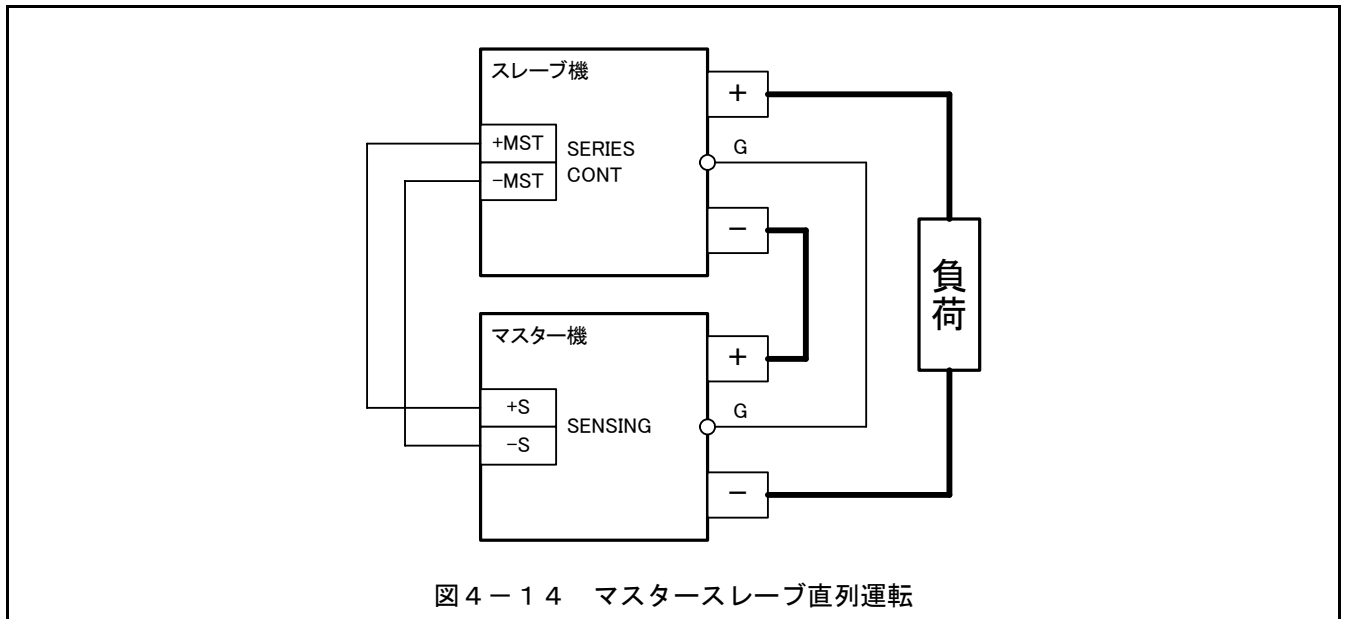 スレーブ機
+
+MST
SERIES
CONT
G
−MST
−
マスター機
+
+S
SENSING
G
−S
−
負荷
図4−14 マスタースレーブ直列運転